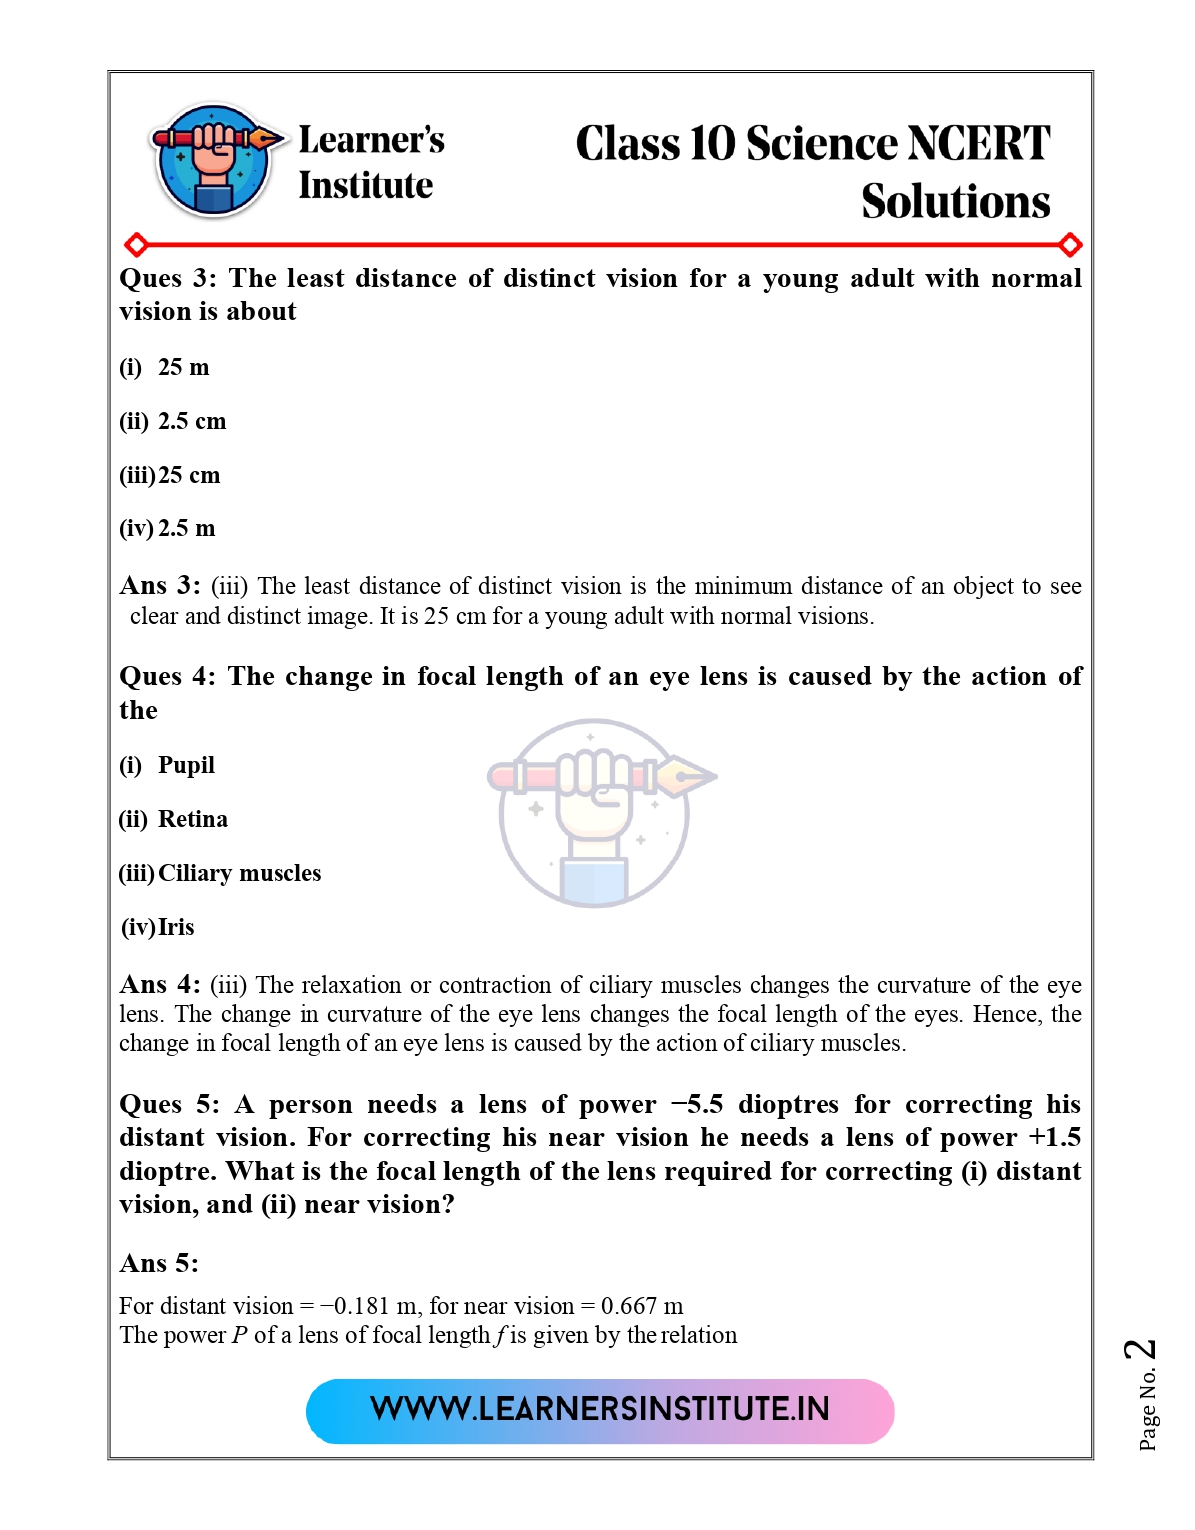 Learner's
Institute
Class 10 Science NCERT
Solutions
Ques 3: The least distance of distinct vision for a young adult with normal
vision is about
(i) 25 m
(ii) 2.5 cm
(iii) 25 cm
(iv) 2.5 m
Ans 3: (iii) The least distance of distinct vision is the minimum distance of an object to see
clear and distinct image. It is 25 cm for a young adult with normal visions.
Ques 4: The change in focal length of an eye lens is caused by the action of
the
(i) Pupil
(ii) Retina
(iii) Ciliary muscles
(iv) Iris
Ans 4: (iii) The relaxation or contraction of ciliary muscles changes the curvature of the eye
lens. The change in curvature of the eye lens changes the focal length of the eyes. Hence, the
change in focal length of an eye lens is caused by the action of ciliary muscles.
Ques 5: A person needs a lens of power −5.5 dioptres for correcting his
distant vision. For correcting his near vision he needs a lens of power +1.5
dioptre. What is the focal length of the lens required for correcting (i) distant
vision, and (ii) near vision?
Ans 5:
For distant vision = −0.181 m, for near vision = 0.667 m
The power P of a lens of focal length f is given by the relation
WWW.LEARNERSINSTITUTE.IN
Page No. 2